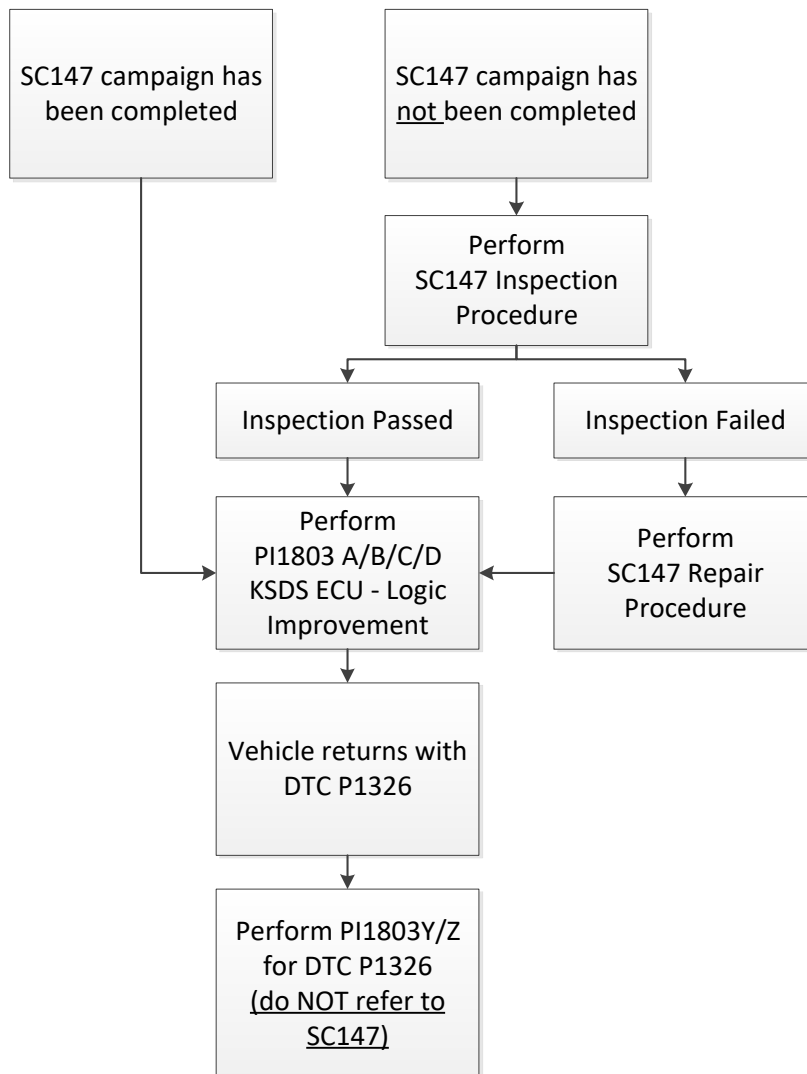 SC147 campaign has
been completed
SC147 campaign has
not been completed
Perform
SC147 Inspection
Procedure
Inspection Passed
Inspection Failed
Perform
PI1803 A/B/C/D
KSDS ECU - Logic
Improvement
Perform
SC147 Repair
Procedure
Vehicle returns with
DTC P1326
Perform PI1803Y/Z
for DTC P1326
(do NOT refer to
SC147)